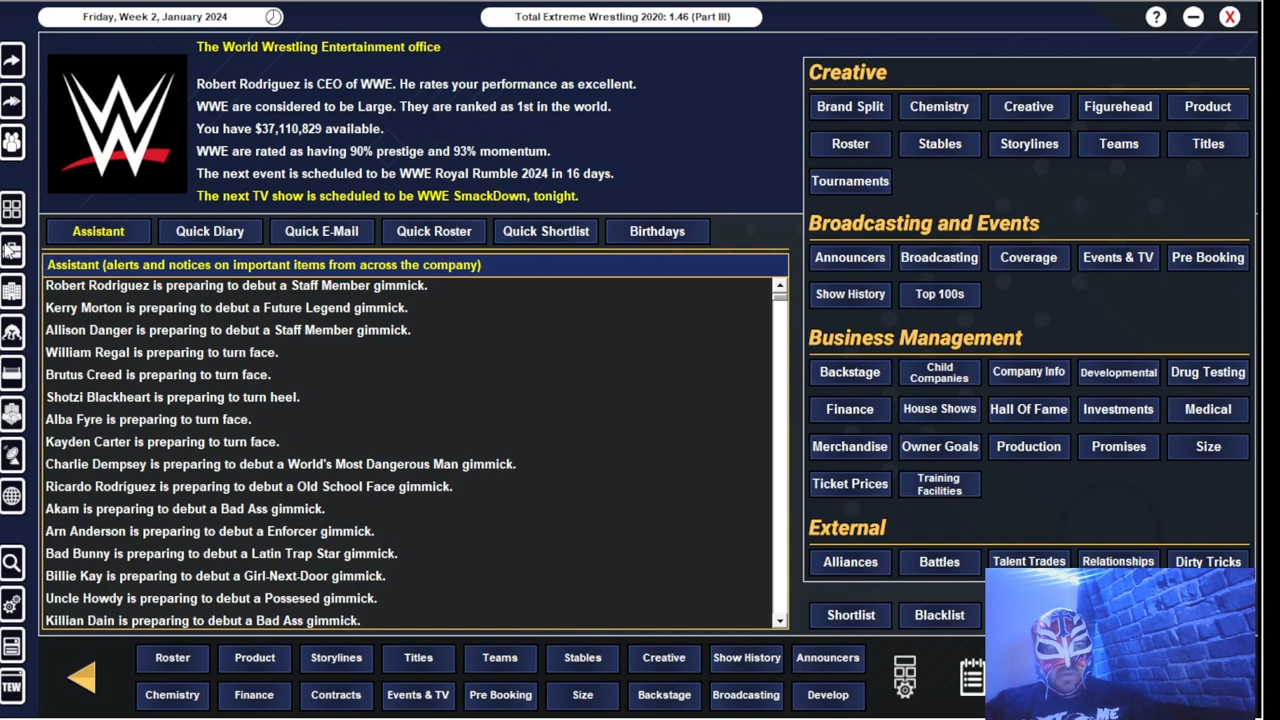 Friday, Week 2, January 2024
Total Extreme Wrestling 2020: 1.46 (Part III)
?
X
The World Wrestling Entertainment office
Robert Rodriguez is CEO of WWE. He rates your performance as excellent.
WWE are considered to be Large. They are ranked as 1st in the world.
You have $37,110,829 available.
WWE are rated as having 90% prestige and 93% momentum.
The next event is scheduled to be WWE Royal Rumble 2024 in 16 days.
The next TV show is scheduled to be WWE SmackDown, tonight.
Assistant Quick Diary Quick E-Mail Quick Roster Quick Shortlist Birthdays
Assistant (alerts and notices on important items from across the company)
Robert Rodriguez is preparing to debut a Staff Member gimmick.
Kerry Morton is preparing to debut a Future Legend gimmick.
Allison Danger is preparing to debut a Staff Member gimmick.
William Regal is preparing to turn face.
Brutus Creed is preparing to turn face.
Shotzi Blackheart is preparing to turn heel.
Alba Fyre is preparing to turn face.
Kayden Carter is preparing to turn face.
Charlie Dempsey is preparing to debut a World's Most Dangerous Man gimmick.
Ricardo Rodríguez is preparing to debut a Old School Face gimmick.
Akam is preparing to debut a Bad Ass gimmick.
Arn Anderson is preparing to debut a Enforcer gimmick.
Bad Bunny is preparing to debut a Latin Trap Star gimmick.
Billie Kay is preparing to debut a Girl-Next-Door gimmick.
Uncle Howdy is preparing to debut a Possesed gimmick.
Killian Dain is preparing to debut a Bad Ass gimmick.
Creative
Brand Split Chemistry Creative Figurehead Product
Roster Stables Storylines Teams Titles
Tournaments
Broadcasting and Events
Announcers Broadcasting Coverage Events & TV Pre Booking
Show History Top 100s
Business Management
Backstage Child Companies Company Info Developmental Drug Testing
Finance House Shows Hall Of Fame Investments Medical
Merchandise Owner Goals Production Promises Size
Ticket Prices Training Facilities
External
Alliances Battles Talent Trades Relationships Dirty Tricks
Shortlist Blacklist
Roster Product Storylines Titles Teams Stables Creative Show History Announcers
Chemistry Finance Contracts Events & TV Pre Booking Size Backstage Broadcasting Develop
TEW
ME